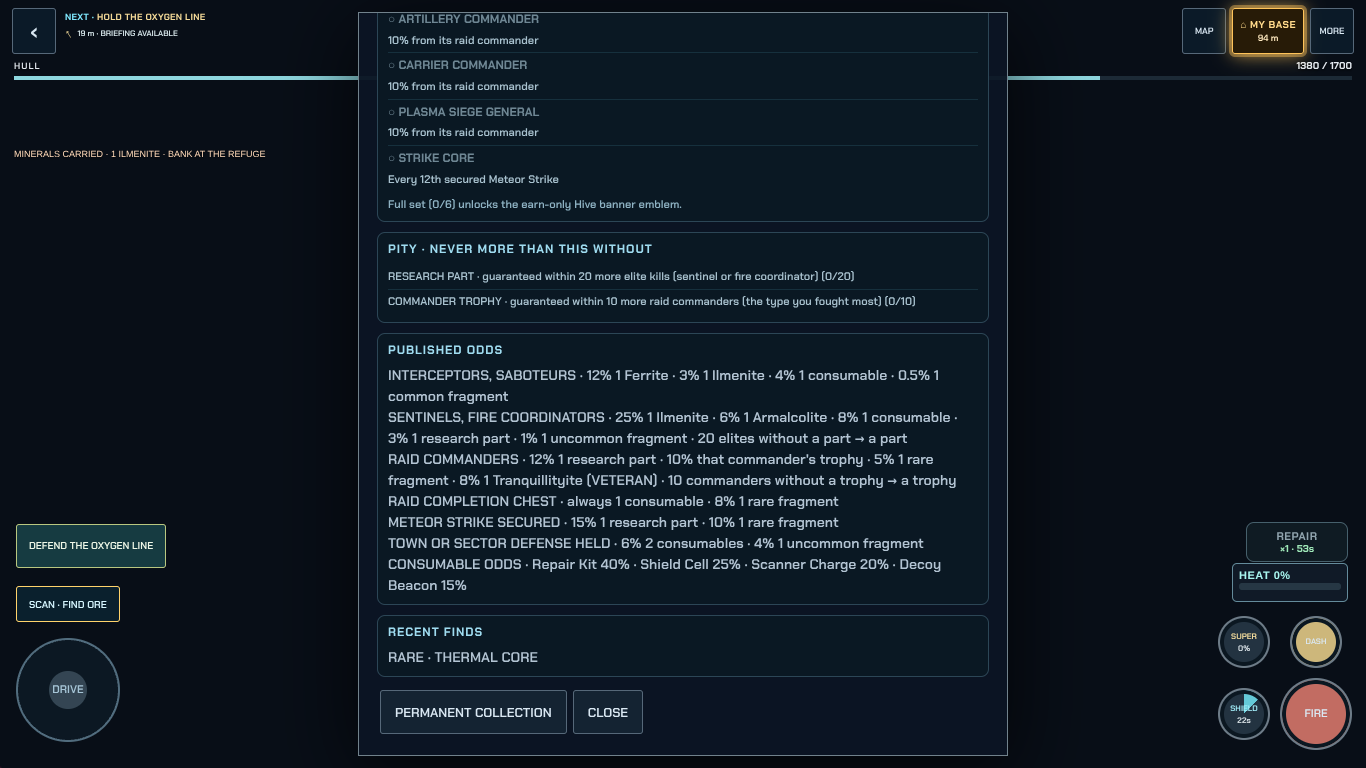 NEXT · HOLD THE OXYGEN LINE
19 m · BRIEFING AVAILABLE
MAP
⌂ MY BASE
94 m
MORE
HULL
1380 / 1700
MINERALS CARRIED · 1 ILMENITE · BANK AT THE REFUGE
○ ARTILLERY COMMANDER
10% from its raid commander
○ CARRIER COMMANDER
10% from its raid commander
○ PLASMA SIEGE GENERAL
10% from its raid commander
○ STRIKE CORE
Every 12th secured Meteor Strike
Full set (0/6) unlocks the earn-only Hive banner emblem.
PITY · NEVER MORE THAN THIS WITHOUT
RESEARCH PART · guaranteed within 20 more elite kills (sentinel or fire coordinator) (0/20)
COMMANDER TROPHY · guaranteed within 10 more raid commanders (the type you fought most) (0/10)
PUBLISHED ODDS
INTERCEPTORS, SABOTEURS · 12% 1 Ferrite · 3% 1 Ilmenite · 4% 1 consumable · 0.5% 1
common fragment
SENTINELS, FIRE COORDINATORS · 25% 1 Ilmenite · 6% 1 Armalcolite · 8% 1 consumable ·
3% 1 research part · 1% 1 uncommon fragment · 20 elites without a part → a part
RAID COMMANDERS · 12% 1 research part · 10% that commander's trophy · 5% 1 rare
fragment · 8% 1 Tranquillityite (VETERAN) · 10 commanders without a trophy → a trophy
RAID COMPLETION CHEST · always 1 consumable · 8% 1 rare fragment
METEOR STRIKE SECURED · 15% 1 research part · 10% 1 rare fragment
TOWN OR SECTOR DEFENSE HELD · 6% 2 consumables · 4% 1 uncommon fragment
CONSUMABLE ODDS · Repair Kit 40% · Shield Cell 25% · Scanner Charge 20% · Decoy
Beacon 15%
RECENT FINDS
RARE · THERMAL CORE
PERMANENT COLLECTION
CLOSE
DEFEND THE OXYGEN LINE
SCAN · FIND ORE
DRIVE
REPAIR
×1 · 53s
HEAT 0%
SUPER
0%
DASH
SHIELD
22s
FIRE